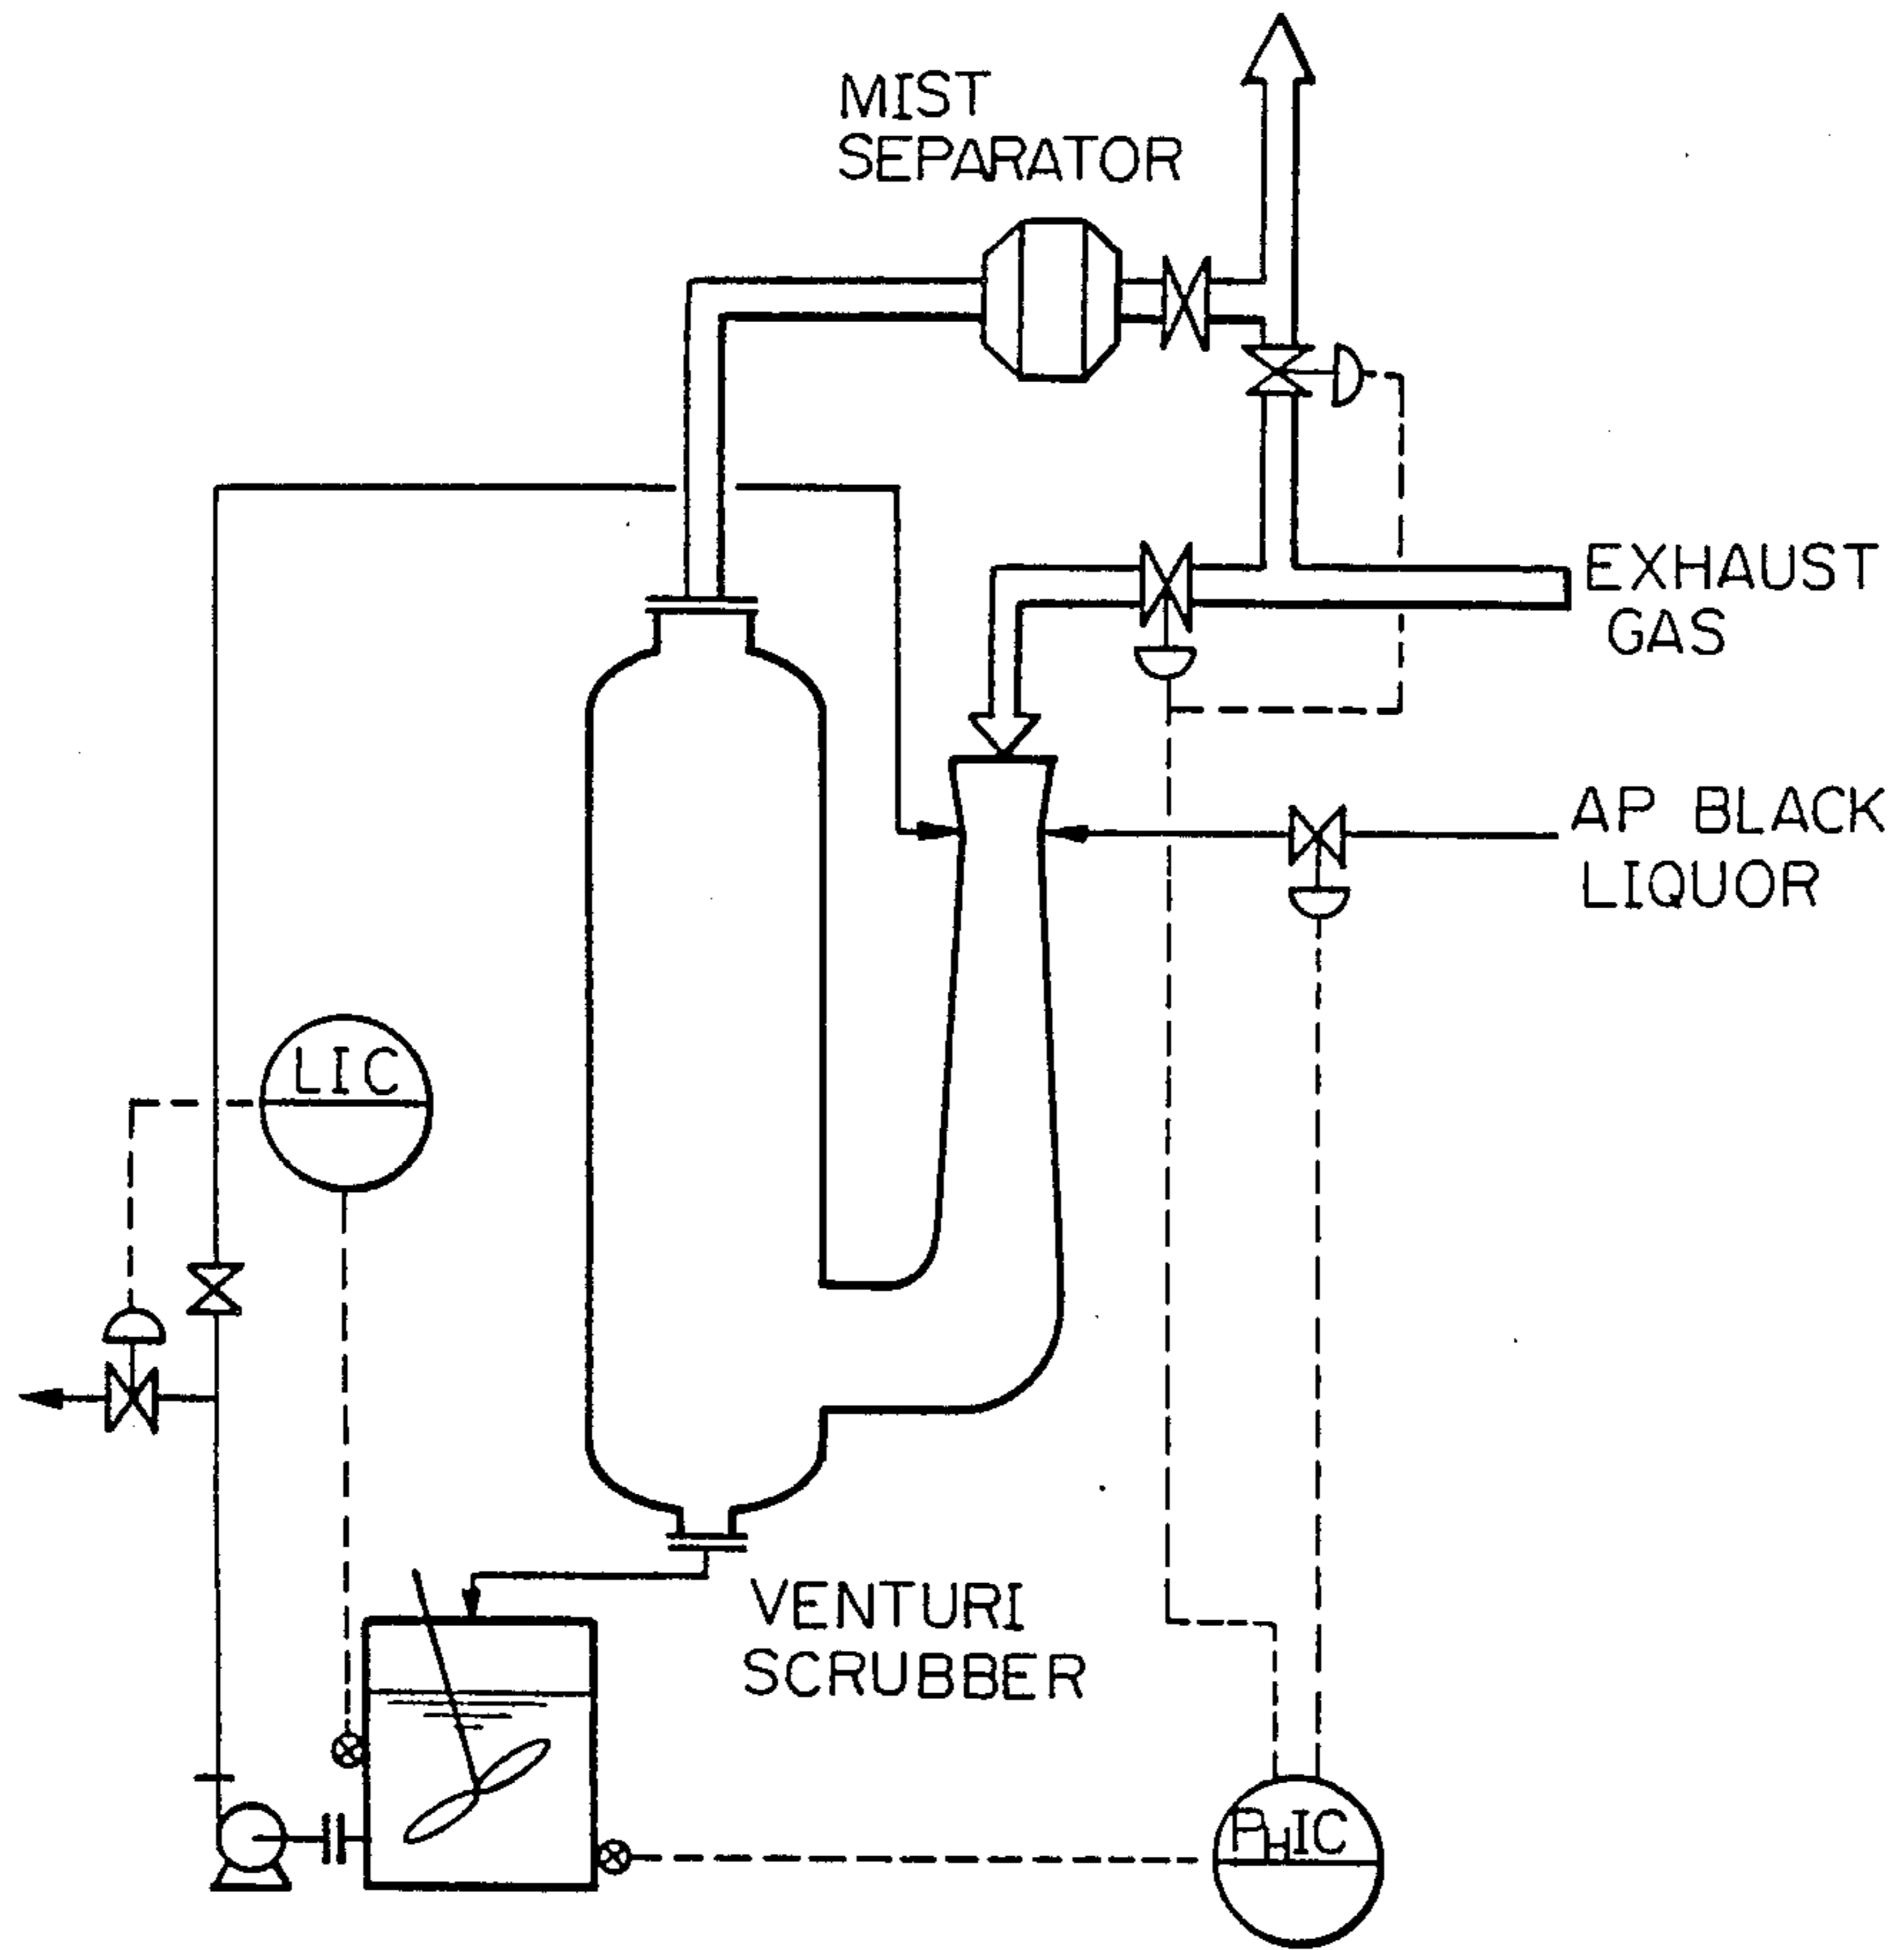 MIST
SEPARATOR
EXHAUST
GAS
AP BLACK
LIQUOR
LIC
VENTURI
SCRUBBER
PHIC